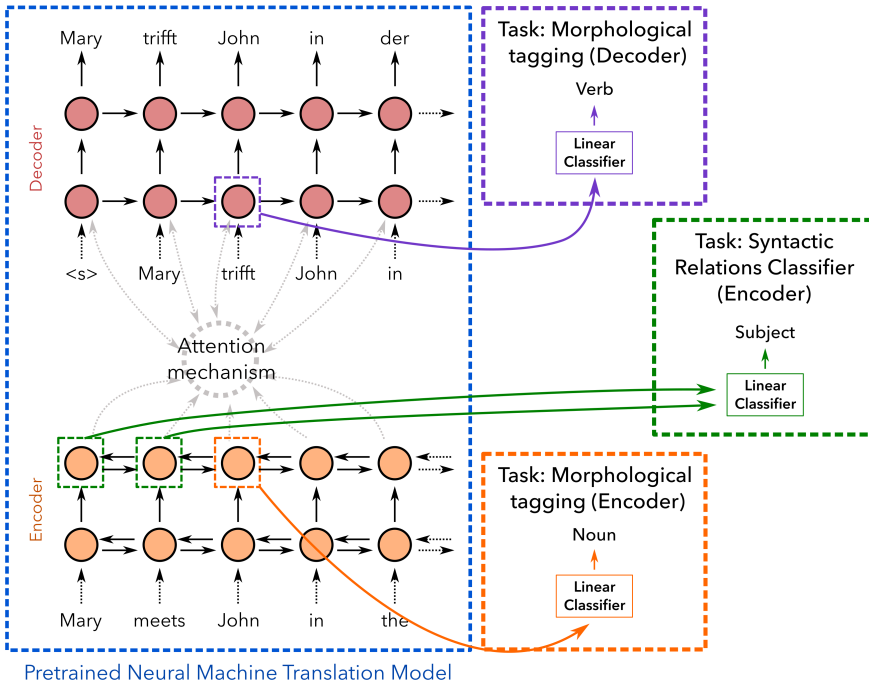 Mary trifft John in der
Decoder
<s> Mary trifft John in
Attention
mechanism
Encoder
Mary meets John in the
Pretrained Neural Machine Translation Model
Task: Morphological
tagging (Decoder)
Verb
Linear
Classifier
Task: Syntactic
Relations Classifier
(Encoder)
Subject
Linear
Classifier
Task: Morphological
tagging (Encoder)
Noun
Linear
Classifier